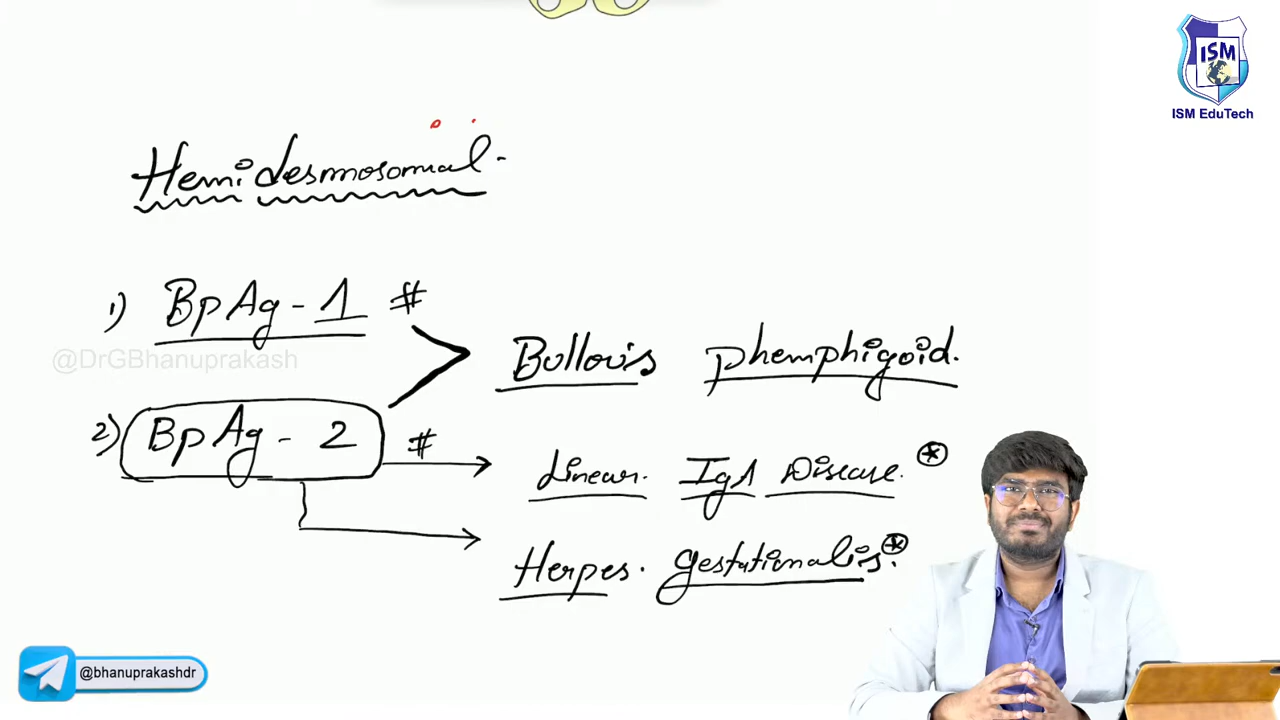 ISM
ISM EduTech
Hemidesmosomal.
1) BpAg-1 #
@DrGBhanuprakash
Bullous phemphigoid.
2) BpAg-2 #
Linear. IgA Disease.
Herpes. gestationalis.
@bhanuprakashdr